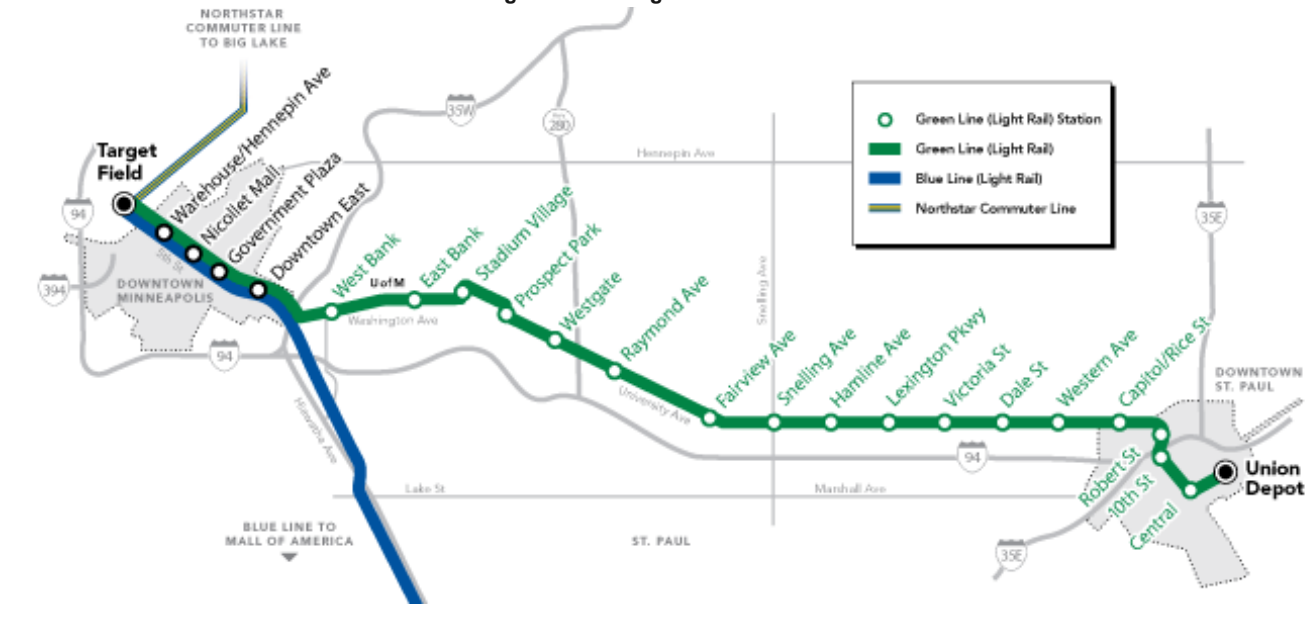 NORTHSTAR
COMMUTER LINE
TO BIG LAKE
Target
Field
Warehouse/Hennepin Ave
Nicollet Mall
Government Plaza
Downtown East
5th St
DOWNTOWN
MINNEAPOLIS
94
394
94
35W
280
Hennepin Ave
Green Line (Light Rail) Station
Green Line (Light Rail)
Blue Line (Light Rail)
Northstar Commuter Line
35E
West Bank
UofM
East Bank
Stadium Village
Prospect Park
Westgate
Raymond Ave
Fairview Ave
Snelling Ave
Snelling Ave
Hamline Ave
Lexington Pkwy
Victoria St
Dale St
Western Ave
Capitol/Rice St
Washington Ave
University Ave
Hiawatha Ave
DOWNTOWN
ST. PAUL
94
Robert St
10th St
Central
Union
Depot
Lake St
Marshall Ave
BLUE LINE TO
MALL OF AMERICA
ST. PAUL
35E